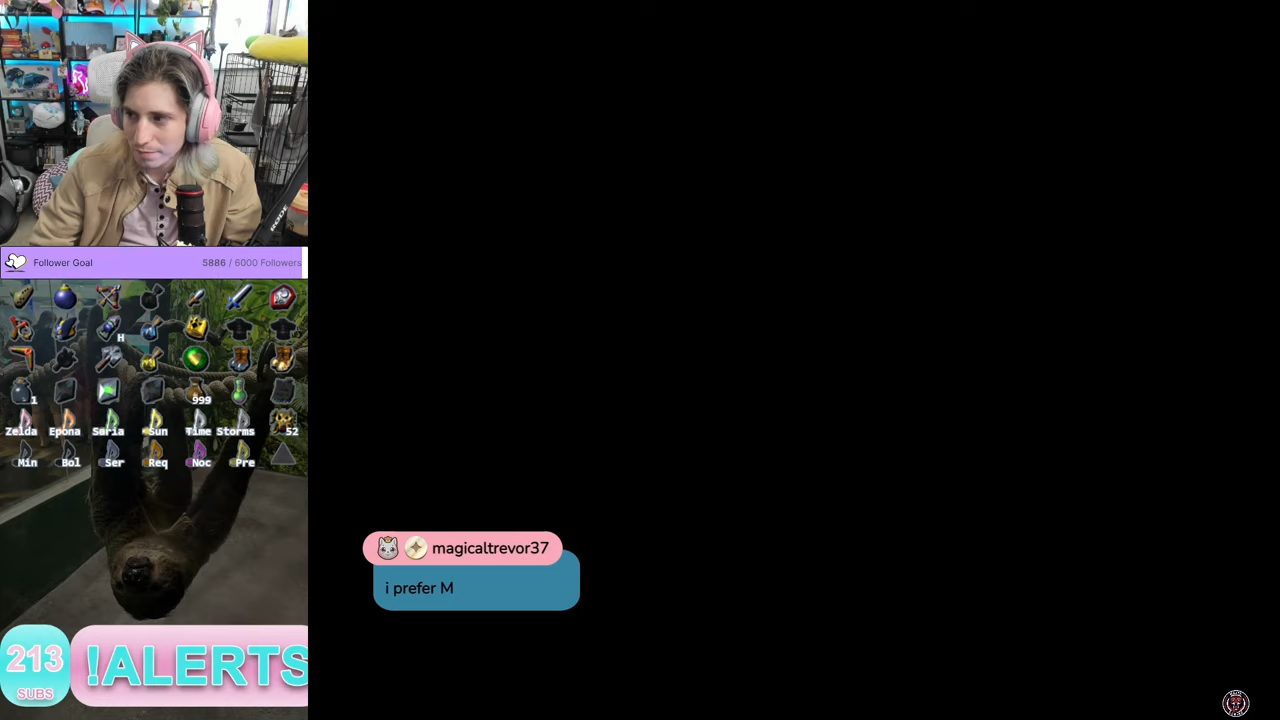 RODE
Follower Goal
5886 / 6000 Followers
H
1
999
Zelda Epona Saria Sun Time Storms 52
Min Bol Ser Req Noc Pre
magicaltrevor37
i prefer M
213
SUBS
!ALERTS